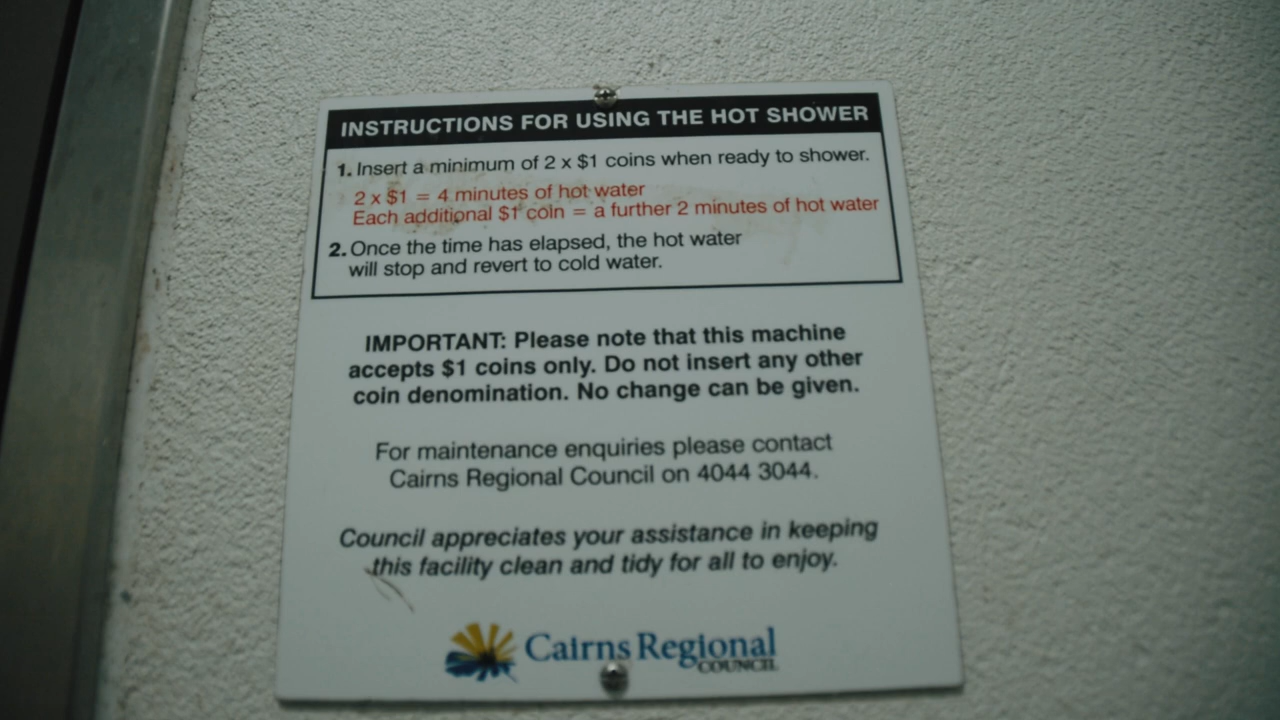 INSTRUCTIONS FOR USING THE HOT SHOWER
1. Insert a minimum of 2 x $1 coins when ready to shower.
2 x $1 = 4 minutes of hot water
Each additional $1 coin = a further 2 minutes of hot water
2. Once the time has elapsed, the hot water
will stop and revert to cold water.
IMPORTANT: Please note that this machine
accepts $1 coins only. Do not insert any other
coin denomination. No change can be given.
For maintenance enquiries please contact
Cairns Regional Council on 4044 3044.
Council appreciates your assistance in keeping
this facility clean and tidy for all to enjoy.
Cairns Regional
COUNCIL